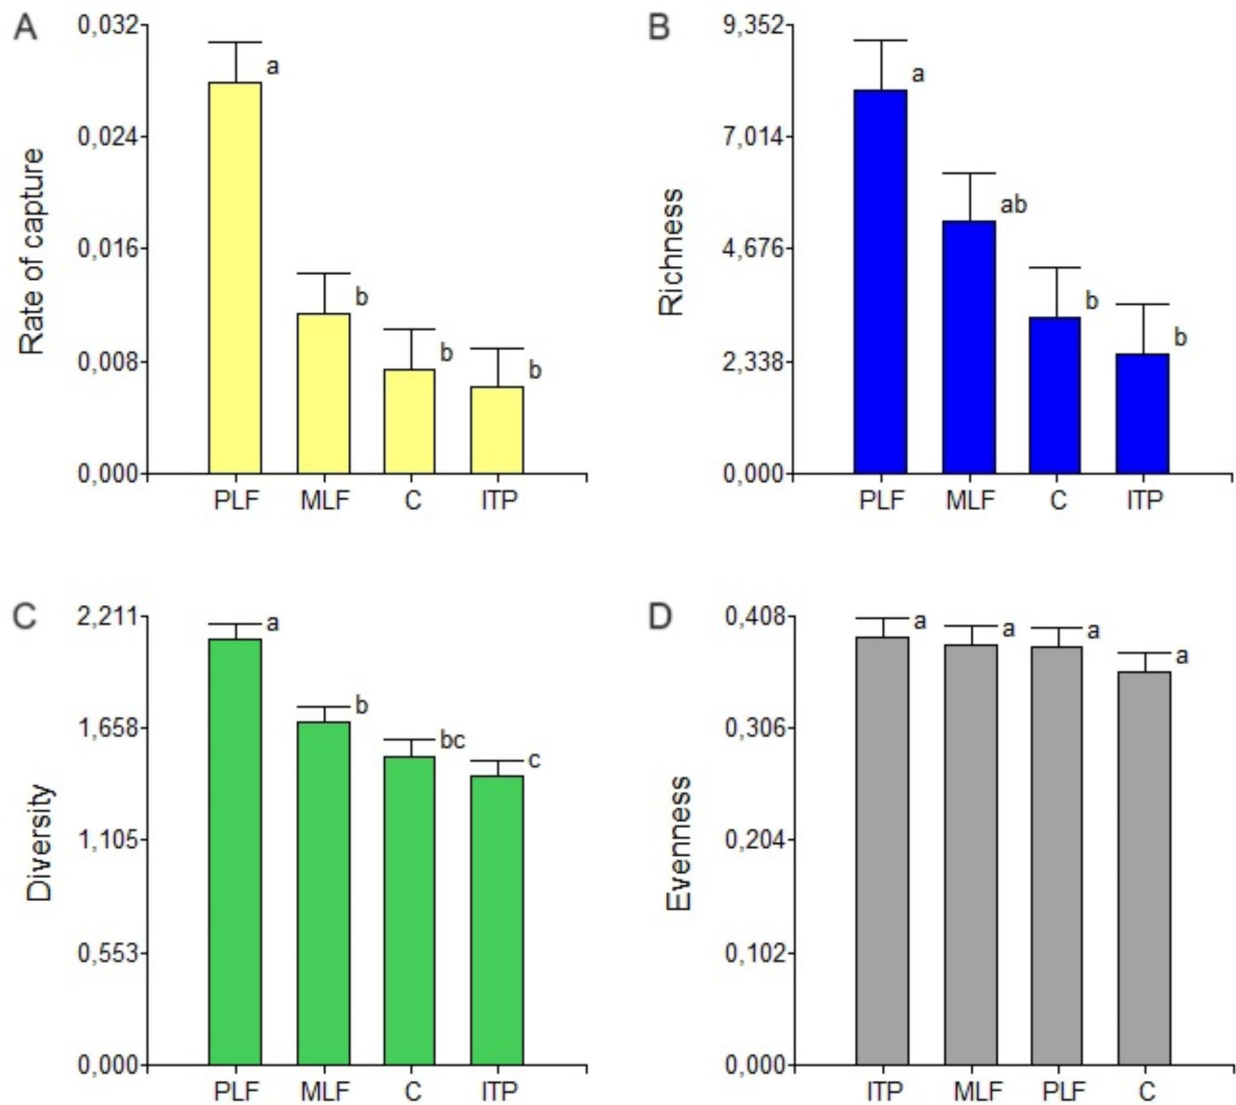 A
0,032
0,024
0,016
0,008
0,000
Rate of capture
a
b
b
b
PLF MLF C ITP
B
9,352
7,014
4,676
2,338
0,000
Richness
a
ab
b
b
PLF MLF C ITP
C
2,211
1,658
1,105
0,553
0,000
Diversity
a
b
bc
c
PLF MLF C ITP
D
0,408
0,306
0,204
0,102
0,000
Evenness
a
a
a
a
ITP MLF PLF C